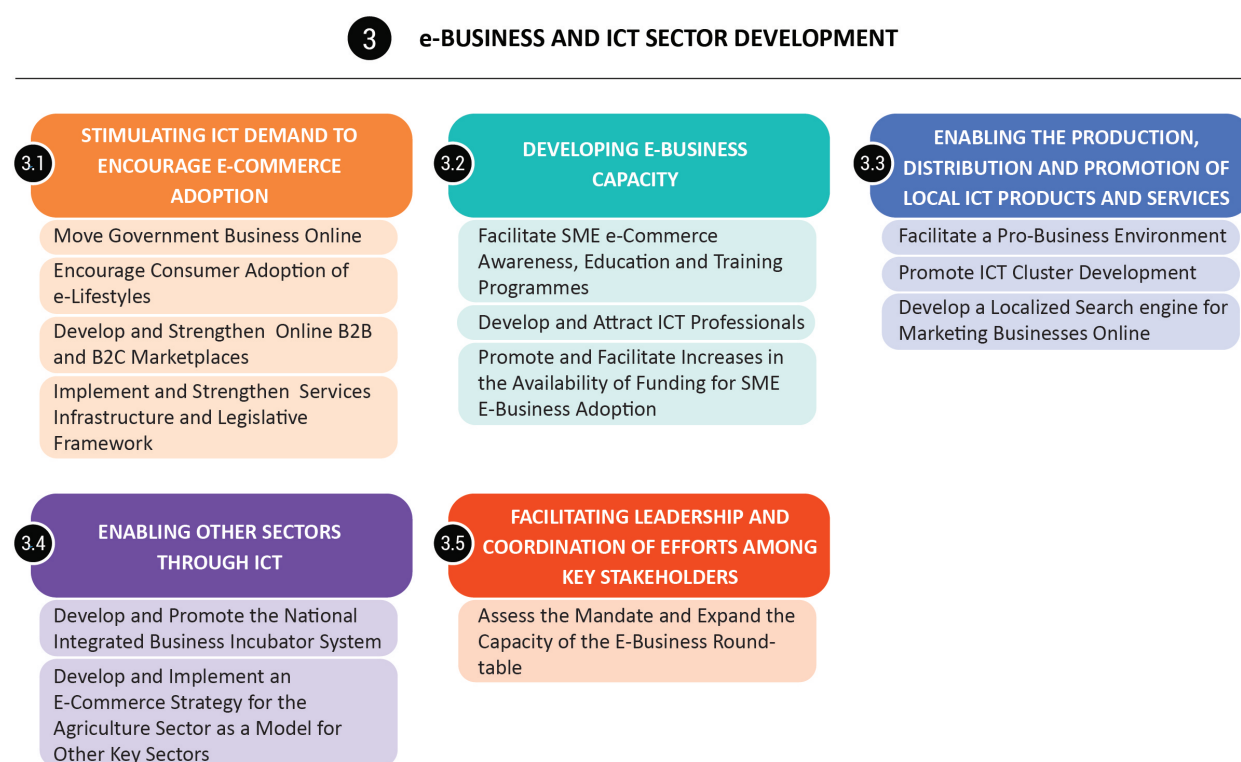 3 e-BUSINESS AND ICT SECTOR DEVELOPMENT
3.1
STIMULATING ICT DEMAND TO
ENCOURAGE E-COMMERCE
ADOPTION
Move Government Business Online
Encourage Consumer Adoption of
e-Lifestyles
Develop and Strengthen Online B2B
and B2C Marketplaces
Implement and Strengthen Services
Infrastructure and Legislative
Framework
3.2
DEVELOPING E-BUSINESS
CAPACITY
Facilitate SME e-Commerce
Awareness, Education and Training
Programmes
Develop and Attract ICT Professionals
Promote and Facilitate Increases in
the Availability of Funding for SME
E-Business Adoption
3.3
ENABLING THE PRODUCTION,
DISTRIBUTION AND PROMOTION OF
LOCAL ICT PRODUCTS AND SERVICES
Facilitate a Pro-Business Environment
Promote ICT Cluster Development
Develop a Localized Search engine for
Marketing Businesses Online
3.4
ENABLING OTHER SECTORS
THROUGH ICT
Develop and Promote the National
Integrated Business Incubator System
Develop and Implement an
E-Commerce Strategy for the
Agriculture Sector as a Model for
Other Key Sectors
3.5
FACILITATING LEADERSHIP AND
COORDINATION OF EFFORTS AMONG
KEY STAKEHOLDERS
Assess the Mandate and Expand the
Capacity of the E-Business Round-
table